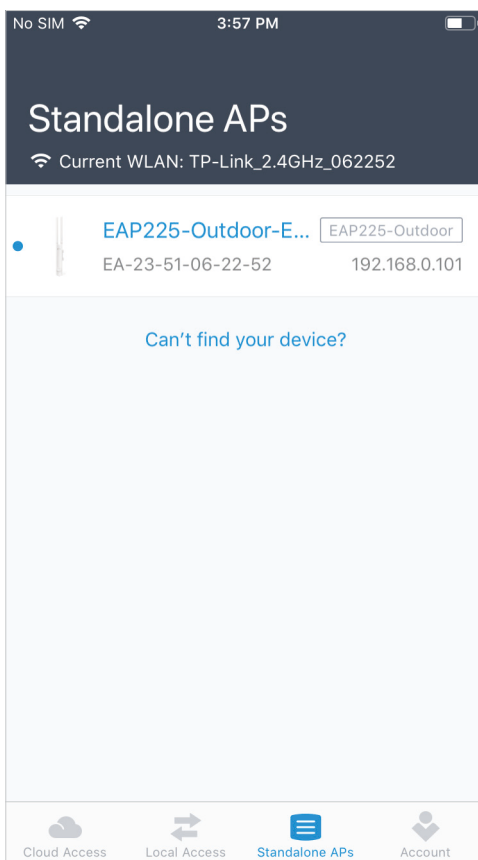 No SIM 3:57 PM
Standalone APs
Current WLAN: TP-Link_2.4GHz_062252
EAP225-Outdoor-E... EAP225-Outdoor
EA-23-51-06-22-52 192.168.0.101
Can't find your device?
Cloud Access Local Access Standalone APs Account